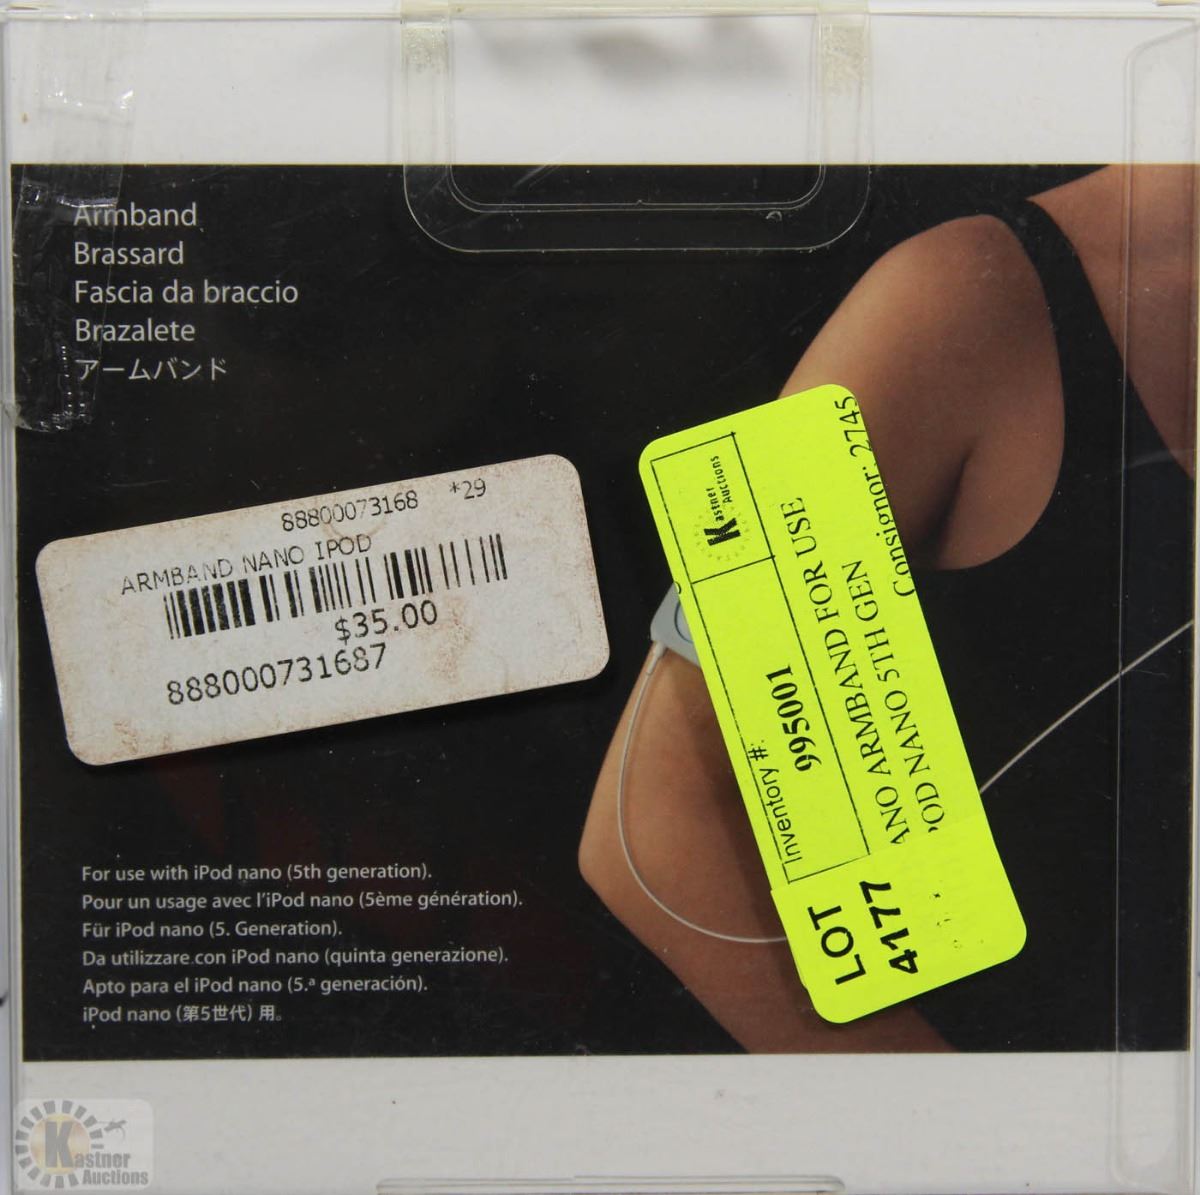 Armband
Brassard
Fascia da braccio
Brazalete
アームバンド
88800073168 *29
ARMBAND NANO IPOD
$35.00
888000731687
Kastner
Auctions
Inventory #:
995001
ANO ARMBAND FOR USE
POD NANO 5TH GEN
Consignor: 2745
LOT
4177
For use with iPod nano (5th generation).
Pour un usage avec l'iPod nano (5ème génération).
Für iPod nano (5. Generation).
Da utilizzare con iPod nano (quinta generazione).
Apto para el iPod nano (5.ª generación).
iPod nano (第5世代) 用。
Kastner
Auctions